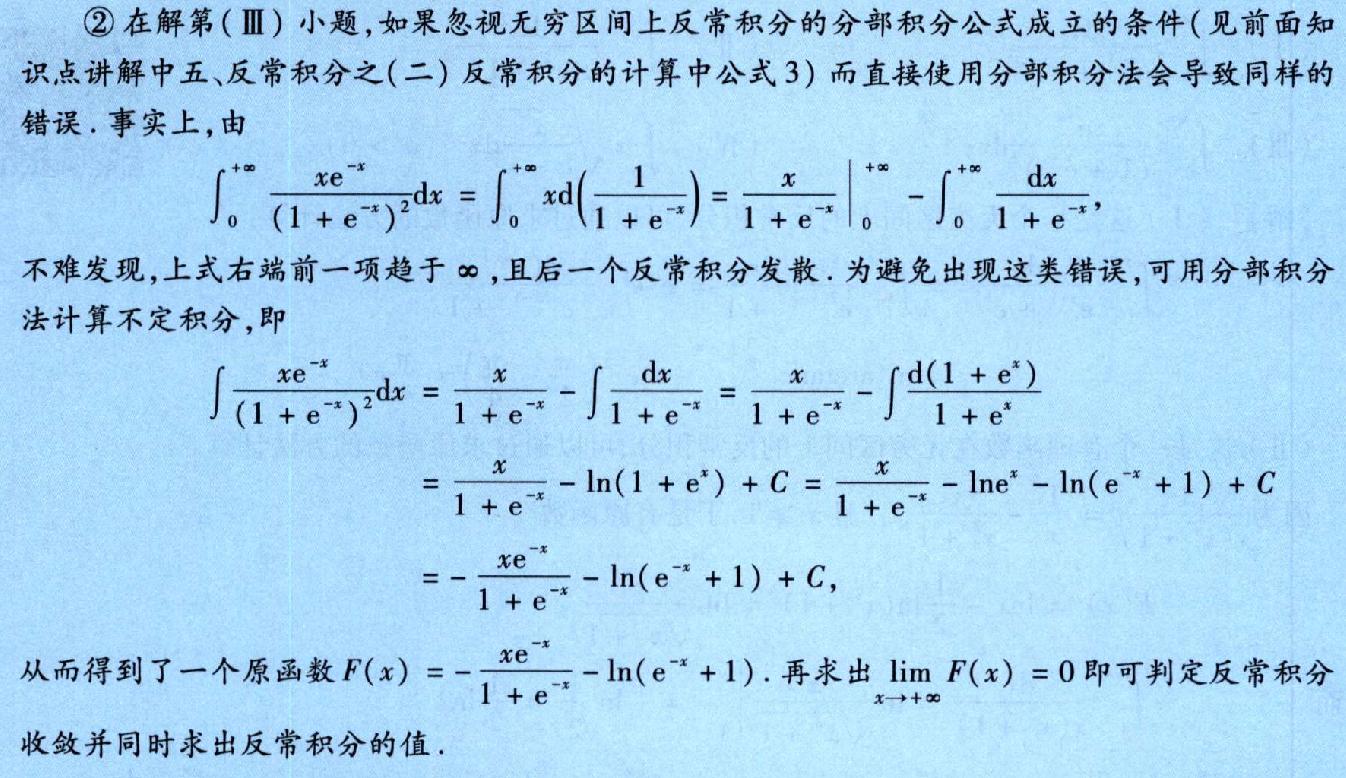 ②在解第(Ⅲ)小题,如果忽视无穷区间上反常积分的分部积分公式成立的条件(见前面知
识点讲解中五、反常积分之(二)反常积分的计算中公式3)而直接使用分部积分法会导致同样的
错误.事实上,由
$\int_{0}^{+\infty} \frac{xe^{-x}}{(1+e^{-x})^2}dx = \int_{0}^{+\infty} xd\left(\frac{1}{1+e^{-x}}\right) = \frac{x}{1+e^{-x}}\Big|_{0}^{+\infty} - \int_{0}^{+\infty} \frac{dx}{1+e^{-x}},$
不难发现,上式右端前一项趋于∞,且后一个反常积分发散.为避免出现这类错误,可用分部积分
法计算不定积分,即
$\int \frac{xe^{-x}}{(1+e^{-x})^2}dx = \frac{x}{1+e^{-x}} - \int \frac{dx}{1+e^{-x}} = \frac{x}{1+e^{-x}} - \int \frac{d(1+e^{x})}{1+e^{x}}$
$= \frac{x}{1+e^{-x}} - \ln(1+e^{x}) + C = \frac{x}{1+e^{-x}} - \ln e^{x} - \ln(e^{-x}+1) + C$
$= -\frac{xe^{-x}}{1+e^{-x}} - \ln(e^{-x}+1) + C,$
从而得到了一个原函数$F(x) = -\frac{xe^{-x}}{1+e^{-x}} - \ln(e^{-x}+1)$.再求出$\lim_{x\to+\infty} F(x) = 0$即可判定反常积分
收敛并同时求出反常积分的值.